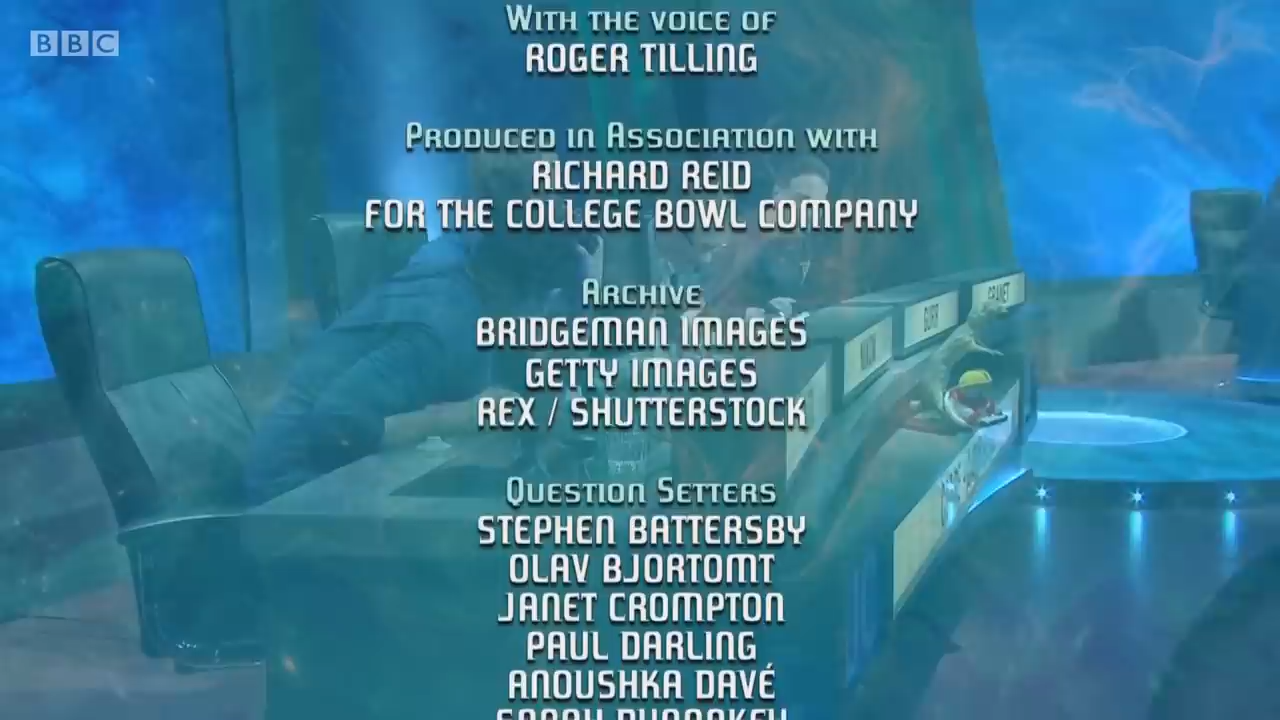 BBC
WITH THE VOICE OF
ROGER TILLING
PRODUCED IN ASSOCIATION WITH
RICHARD REID
FOR THE COLLEGE BOWL COMPANY
ARCHIVE
BRIDGEMAN IMAGES
GETTY IMAGES
REX / SHUTTERSTOCK
QUESTION SETTERS
STEPHEN BATTERSBY
OLAV BJORTOMT
JANET CROMPTON
PAUL DARLING
ANOUSHKA DAVÉ